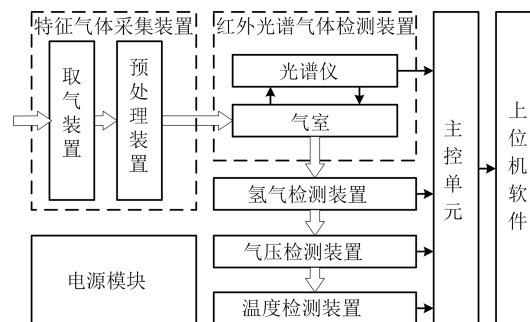 特征气体采集装置
红外光谱气体检测装置
取气装置
预处理装置
光谱仪
气室
氢气检测装置
气压检测装置
温度检测装置
电源模块
主控单元
上位机软件